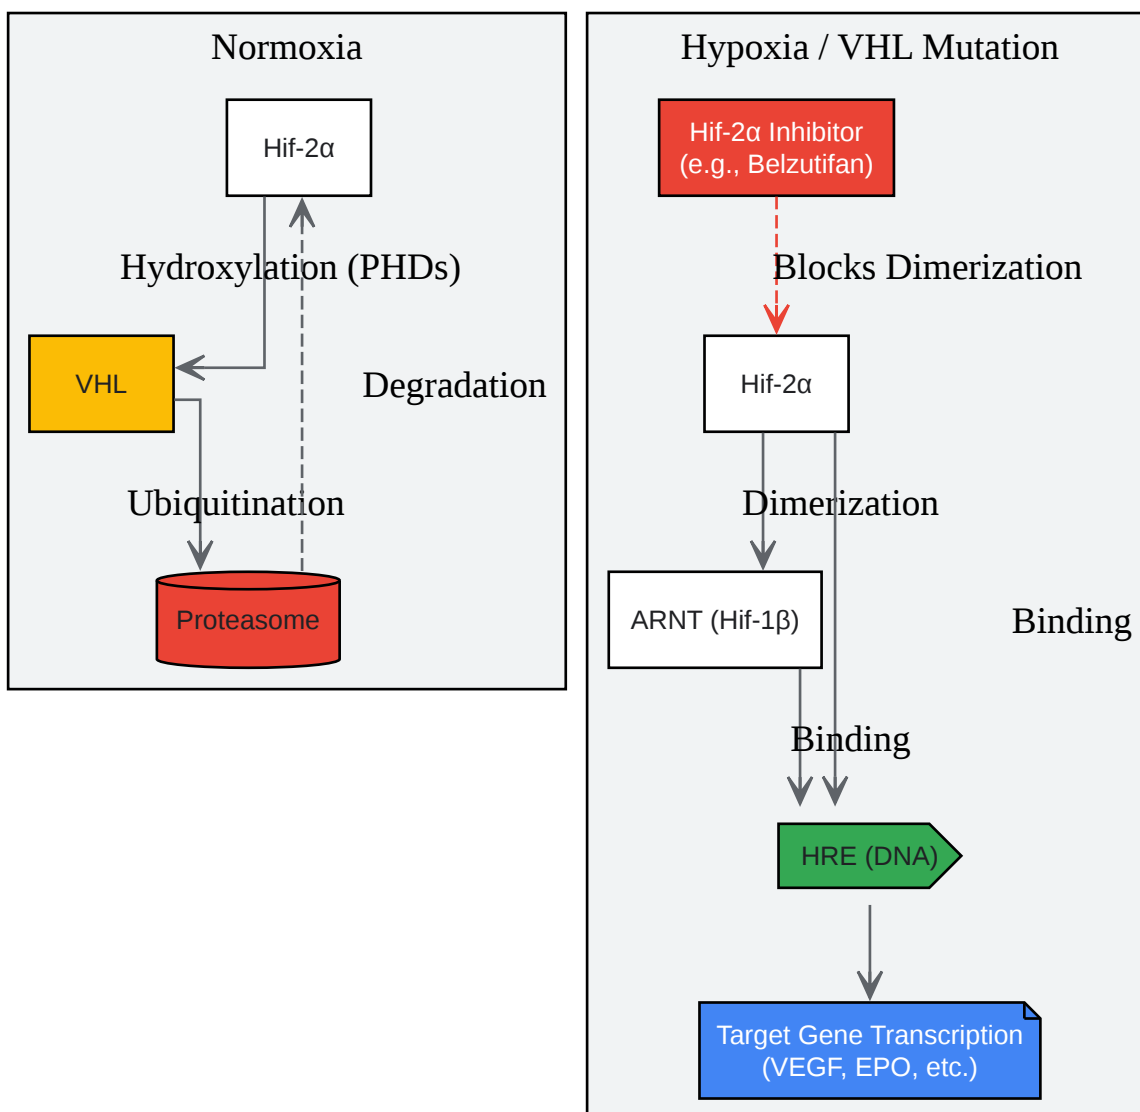 Normoxia
Hif-2α
Hydroxylation (PHDs)
VHL
Degradation
Ubiquitination
Proteasome
Hypoxia / VHL Mutation
Hif-2α Inhibitor
(e.g., Belzutifan)
Blocks Dimerization
Hif-2α
Dimerization
ARNT (Hif-1β)
Binding
Binding
HRE (DNA)
Target Gene Transcription
(VEGF, EPO, etc.)